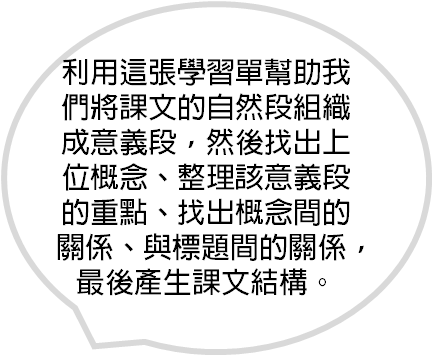 利用這張學習單幫助我
們將課文的自然段組織
成意義段，然後找出上
位概念、整理該意義段
的重點、找出概念間的
關係、與標題間的關係，
最後產生課文結構。